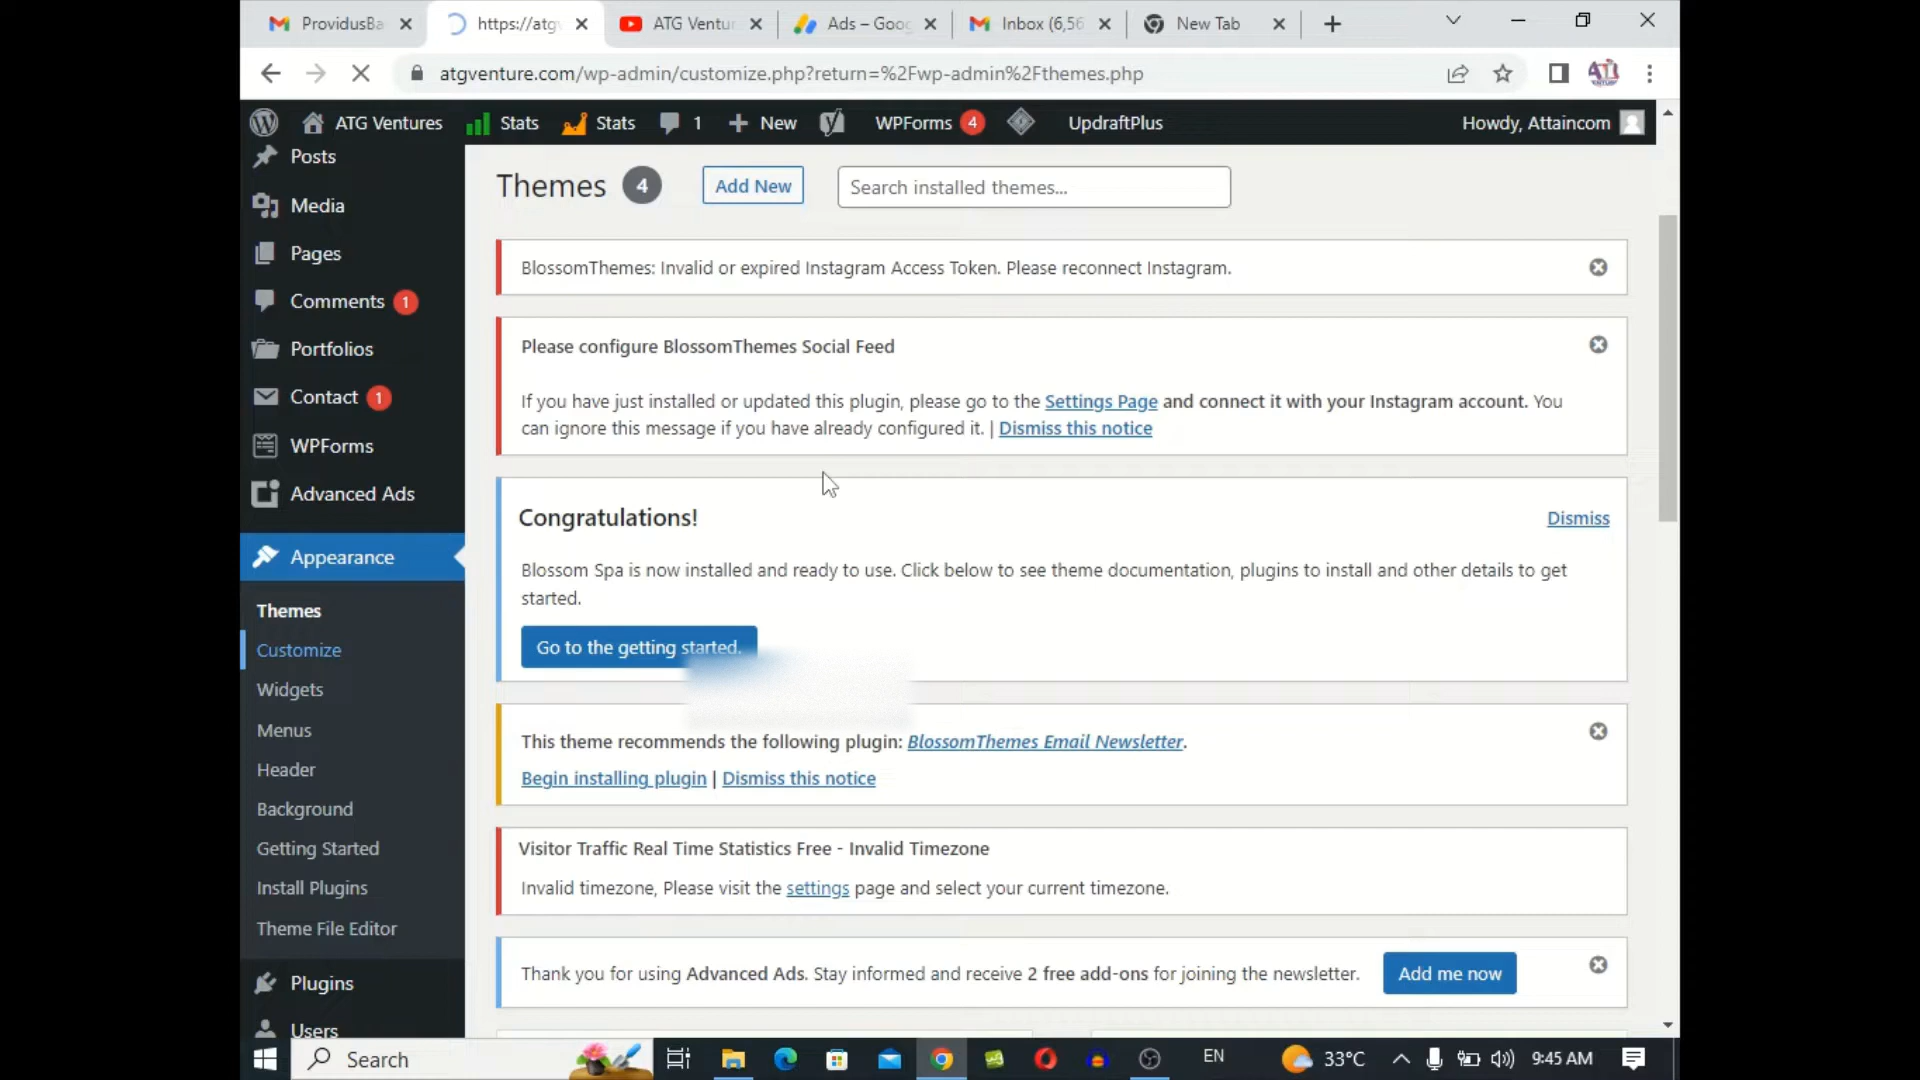 ProvidusBa
https://atgv
ATG Ventur
Ads – Goog
Inbox (6,56
New Tab
atgventure.com/wp-admin/customize.php?return=%2Fwp-admin%2Fthemes.php
ATG Ventures
Stats
Stats
1
New
WPForms 4
UpdraftPlus
Howdy, Attaincom
Posts
Media
Pages
Comments 1
Portfolios
Contact 1
WPForms
Advanced Ads
Appearance
Themes
Customize
Widgets
Menus
Header
Background
Getting Started
Install Plugins
Theme File Editor
Plugins
Users
Themes 4
Add New
Search installed themes...
BlossomThemes: Invalid or expired Instagram Access Token. Please reconnect Instagram.
Please configure BlossomThemes Social Feed
If you have just installed or updated this plugin, please go to the Settings Page and connect it with your Instagram account. You
can ignore this message if you have already configured it. | Dismiss this notice
Congratulations!
Dismiss
Blossom Spa is now installed and ready to use. Click below to see theme documentation, plugins to install and other details to get
started.
Go to the getting started.
This theme recommends the following plugin: BlossomThemes Email Newsletter.
Begin installing plugin | Dismiss this notice
Visitor Traffic Real Time Statistics Free - Invalid Timezone
Invalid timezone, Please visit the settings page and select your current timezone.
Thank you for using Advanced Ads. Stay informed and receive 2 free add-ons for joining the newsletter.
Add me now
Search
EN
33°C
9:45 AM